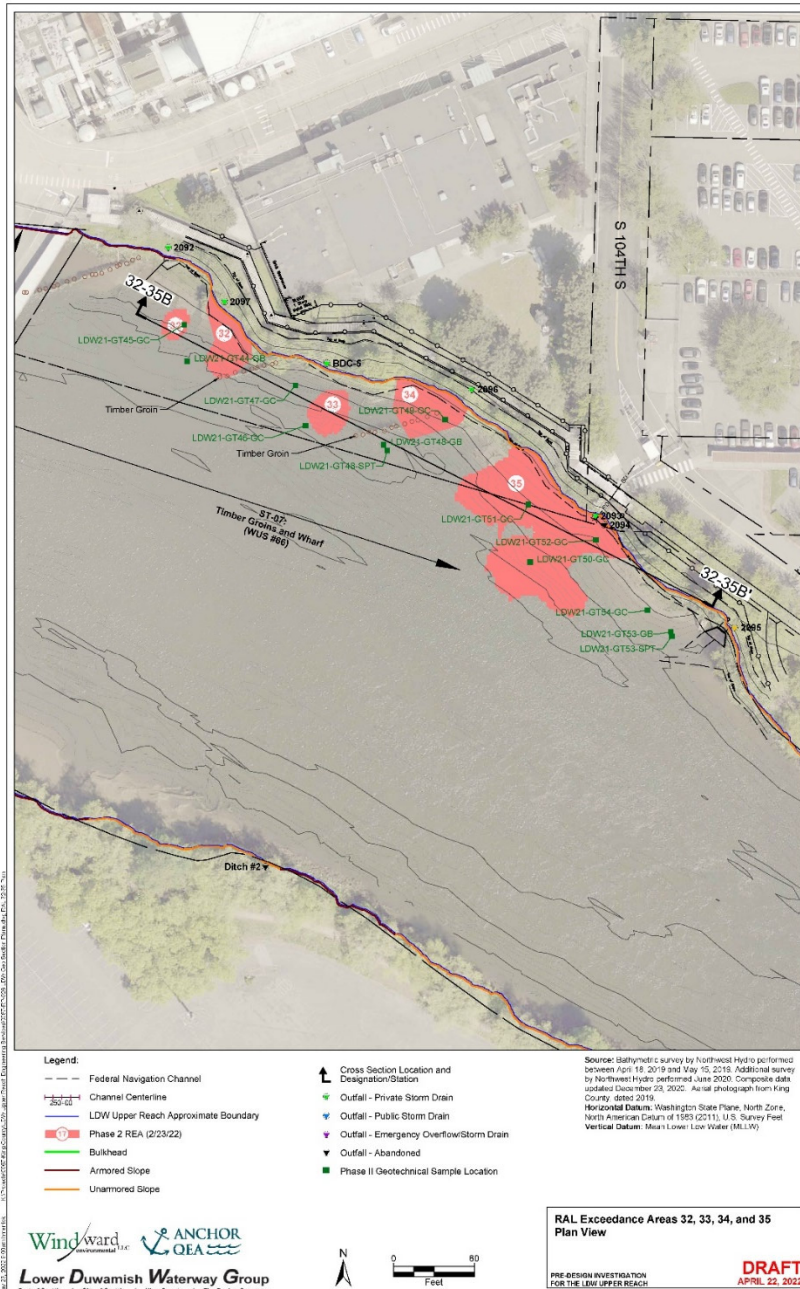 S 104TH S
2092
32-35B
2097
32
32
LDW21-GT45-GC
LDW21-GT44-GB
BDC-5
2096
LDW21-GT47-GC
34
Timber Groin
33
LDW21-GT49-GC
LDW21-GT46-GC
LDW21-GT48-GB
Timber Groin
LDW21-GT48-SPT
35
ST-07:
Timber Groins and Wharf
(WUS #66)
LDW21-GT51-GC
2093
2094
LDW21-GT52-GC
LDW21-GT50-GC
32-35B'
LDW21-GT54-GC
2095
LDW21-GT53-GB
LDW21-GT53-SPT
Ditch #2
Legend:
Federal Navigation Channel
Channel Centerline
LDW Upper Reach Approximate Boundary
17
Phase 2 REA (2/23/22)
Bulkhead
Armored Slope
Unarmored Slope
Cross Section Location and
Designation/Station
Outfall - Private Storm Drain
Outfall - Public Storm Drain
Outfall - Emergency Overflow/Storm Drain
Outfall - Abandoned
Phase II Geotechnical Sample Location
Source: Bathymetric survey by Northwest Hydro performed
between April 18, 2019 and May 15, 2019. Additional survey
by Northwest Hydro performed June 2020. Composite data
updated December 23, 2020. Aerial photograph from King
County, dated 2019.
Horizontal Datum: Washington State Plane, North Zone,
North American Datum of 1983 (2011), U.S. Survey Feet
Vertical Datum: Mean Lower Low Water (MLLW)
Windward environmental LLC
ANCHOR
QEA
Lower Duwamish Waterway Group
N
0 60
Feet
RAL Exceedance Areas 32, 33, 34, and 35
Plan View
PRE-DESIGN INVESTIGATION
FOR THE LDW UPPER REACH
DRAFT
APRIL 22, 2022